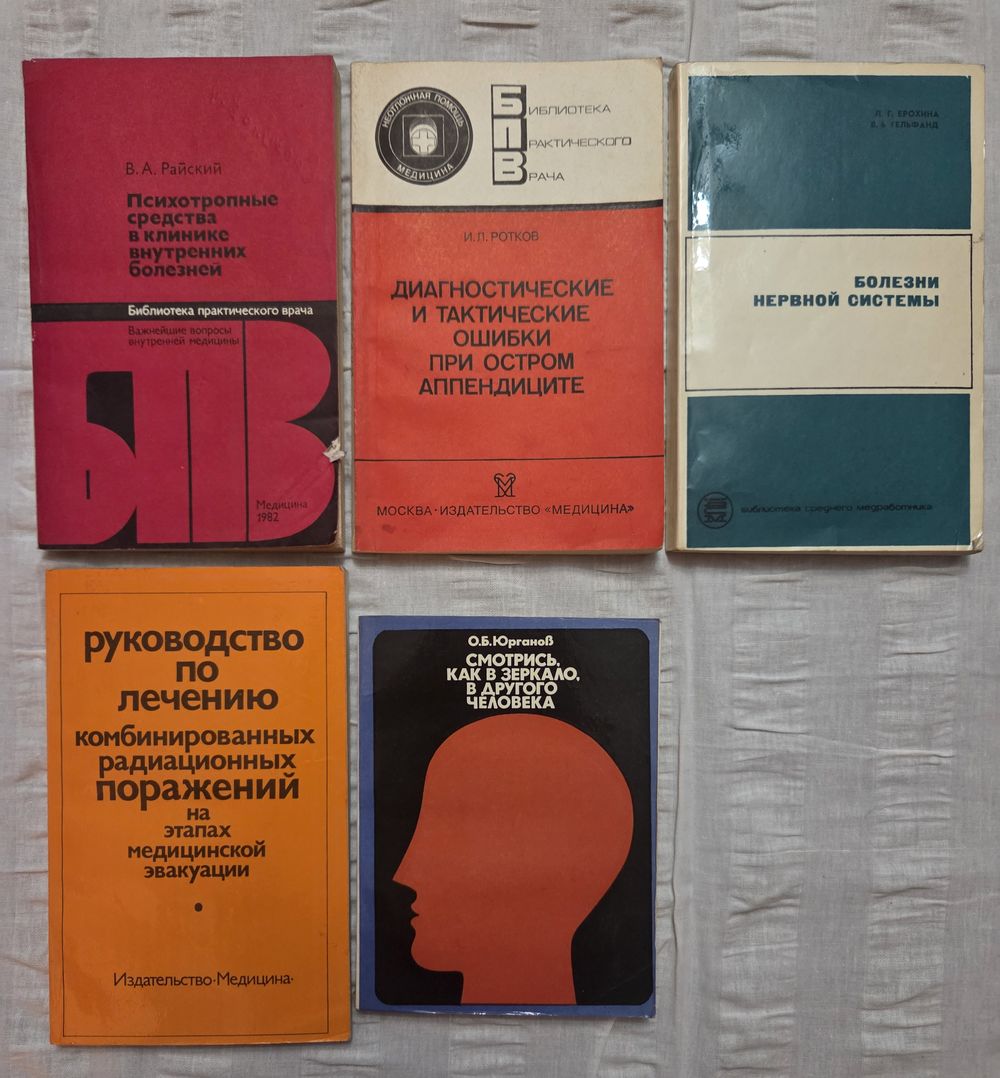 В. А. Райский
Психотропные
средства
в клинике
внутренних
болезней
Библиотека практического врача
Важнейшие вопросы
внутренней медицины
БПВ
Медицина
1982
НЕОТЛОЖНАЯ ПОМОЩЬ
МЕДИЦИНА
БИБЛИОТЕКА
ПРАКТИЧЕСКОГО
ВРАЧА
И.Л. РОТКОВ
ДИАГНОСТИЧЕСКИЕ
И ТАКТИЧЕСКИЕ
ОШИБКИ
ПРИ ОСТРОМ
АППЕНДИЦИТЕ
МОСКВА · ИЗДАТЕЛЬСТВО «МЕДИЦИНА»
Л. Г. ЕРОХИНА
ГЕЛЬФАНД
БОЛЕЗНИ
НЕРВНОЙ СИСТЕМЫ
Библиотека среднего медработника
Руководство
по
лечению
комбинированных
радиационных
поражений
на
этапах
медицинской
эвакуации
Издательство·Медицина·
О.Б.Юрганов
СМОТРИСЬ,
КАК В ЗЕРКАЛО,
В ДРУГОГО
ЧЕЛОВЕКА